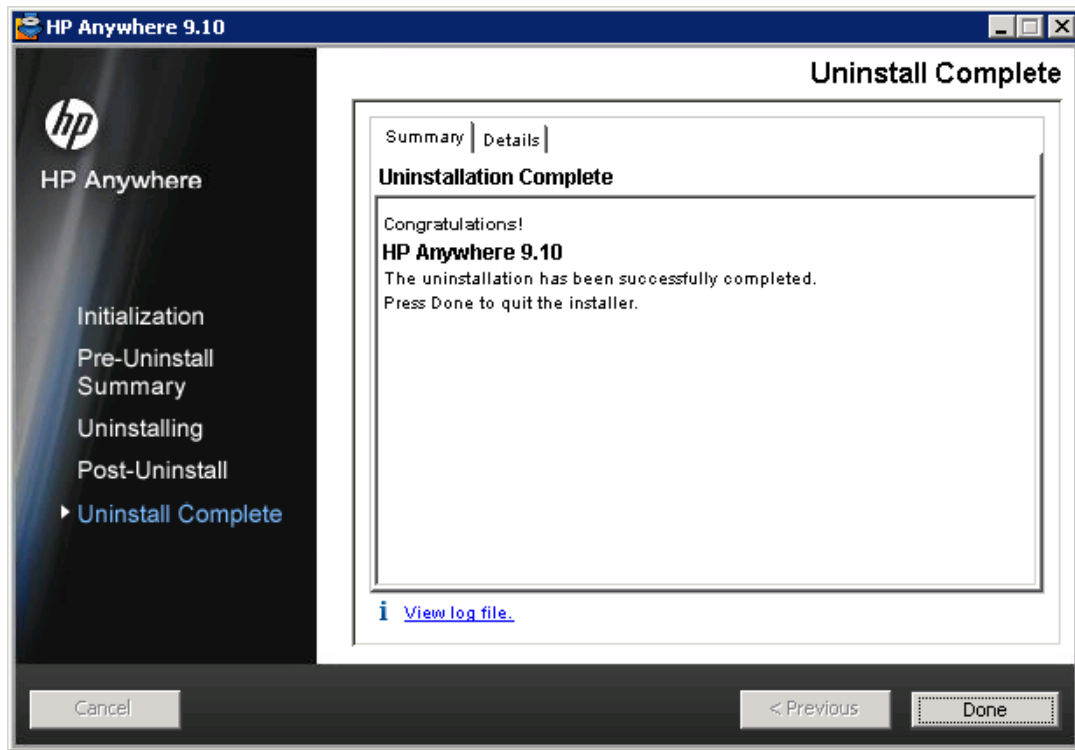 HP Anywhere 9.10
Uninstall Complete
hp
HP Anywhere
Initialization
Pre-Uninstall
Summary
Uninstalling
Post-Uninstall
Uninstall Complete
Summary Details
Uninstallation Complete
Congratulations!
HP Anywhere 9.10
The uninstallation has been successfully completed.
Press Done to quit the installer.
i View log file.
Cancel < Previous Done